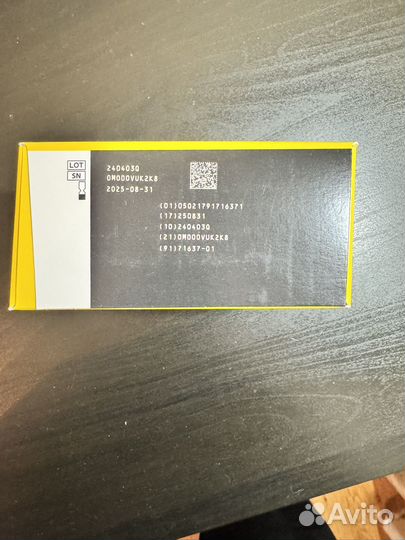 LOT
2404030
SN
0M000VUK2K8
2025-08-31
(01)05021791716371
(17)250831
(10)2404030
(21)0M000VUK2K8
(91)71637-01
Avito